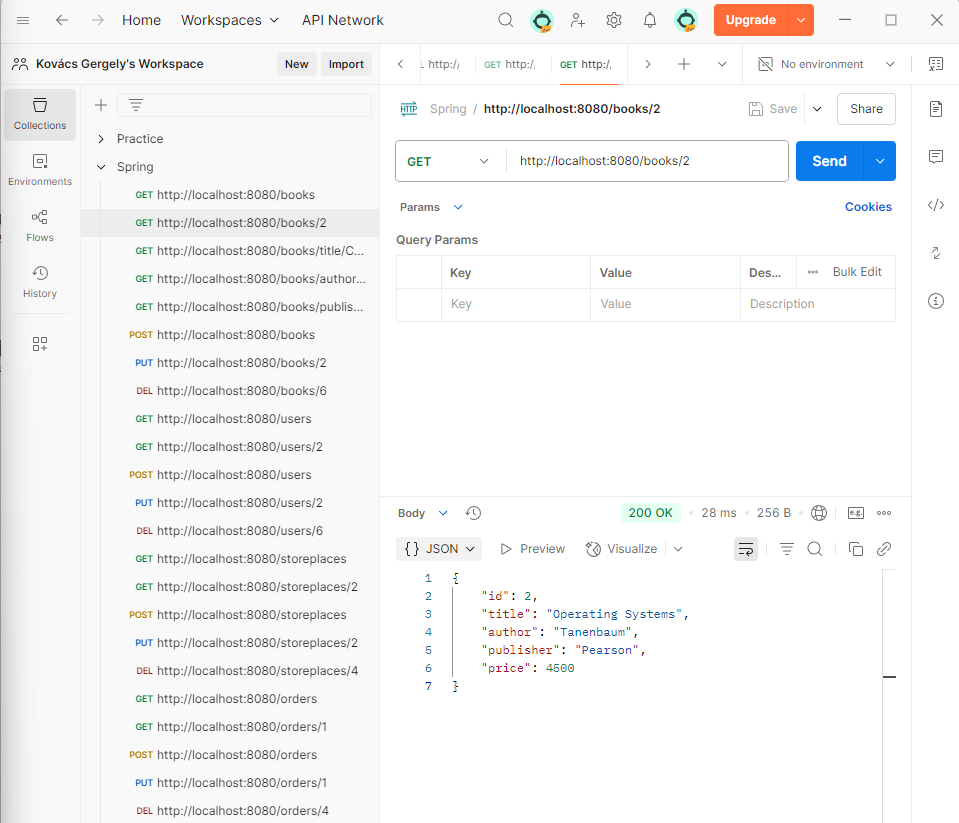 Home Workspaces API Network Upgrade
Kovács Gergely's Workspace New Import
http:// GET http:/ GET http:/, No environment
Collections
Environments
Flows
History
Practice
Spring
GET http://localhost:8080/books
GET http://localhost:8080/books/2
GET http://localhost:8080/books/title/C...
GET http://localhost:8080/books/author...
GET http://localhost:8080/books/publis...
POST http://localhost:8080/books
PUT http://localhost:8080/books/2
DEL http://localhost:8080/books/6
GET http://localhost:8080/users
GET http://localhost:8080/users/2
POST http://localhost:8080/users
PUT http://localhost:8080/users/2
DEL http://localhost:8080/users/6
GET http://localhost:8080/storeplaces
GET http://localhost:8080/storeplaces/2
POST http://localhost:8080/storeplaces
PUT http://localhost:8080/storeplaces/2
DEL http://localhost:8080/storeplaces/4
GET http://localhost:8080/orders
GET http://localhost:8080/orders/1
POST http://localhost:8080/orders
PUT http://localhost:8080/orders/1
DEL http://localhost:8080/orders/4
HTTP Spring / http://localhost:8080/books/2 Save Share
GET http://localhost:8080/books/2 Send
Params Cookies
Query Params
Key Value Des... Bulk Edit
Key Value Description
Body 200 OK 28 ms 256 B e.g.
{} JSON Preview Visualize
1 {
2 "id": 2,
3 "title": "Operating Systems",
4 "author": "Tanenbaum",
5 "publisher": "Pearson",
6 "price": 4500
7 }